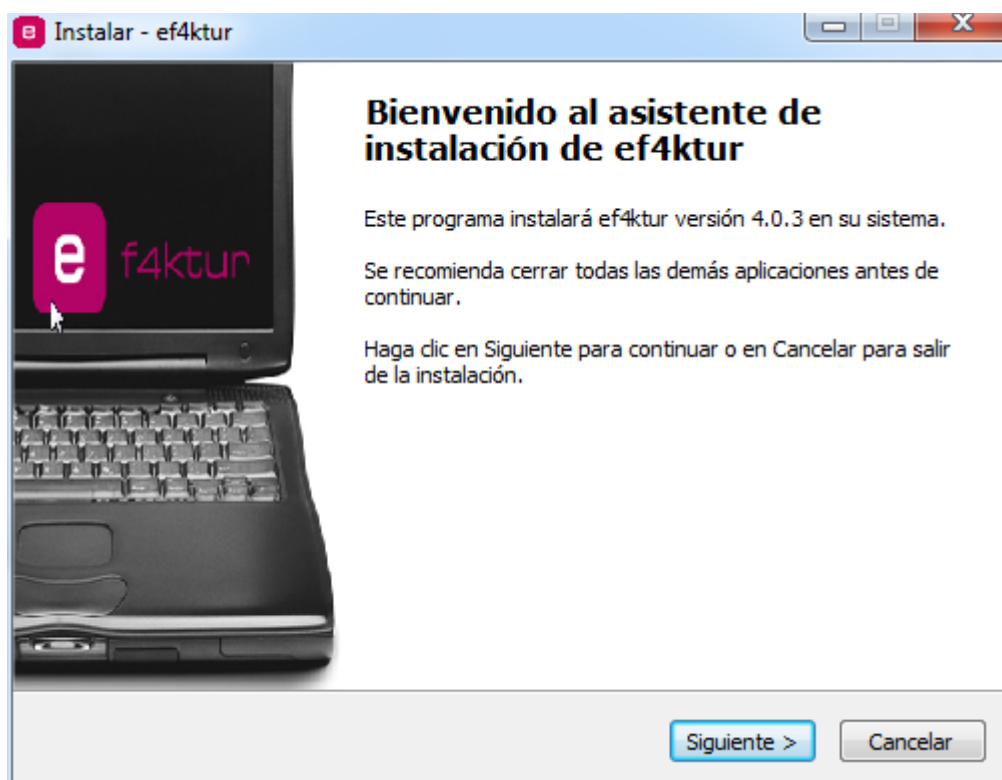 e Instalar - ef4ktur
Bienvenido al asistente de
instalación de ef4ktur
e f4ktur
Este programa instalará ef4ktur versión 4.0.3 en su sistema.
Se recomienda cerrar todas las demás aplicaciones antes de
continuar.
Haga clic en Siguiente para continuar o en Cancelar para salir
de la instalación.
Siguiente >
Cancelar